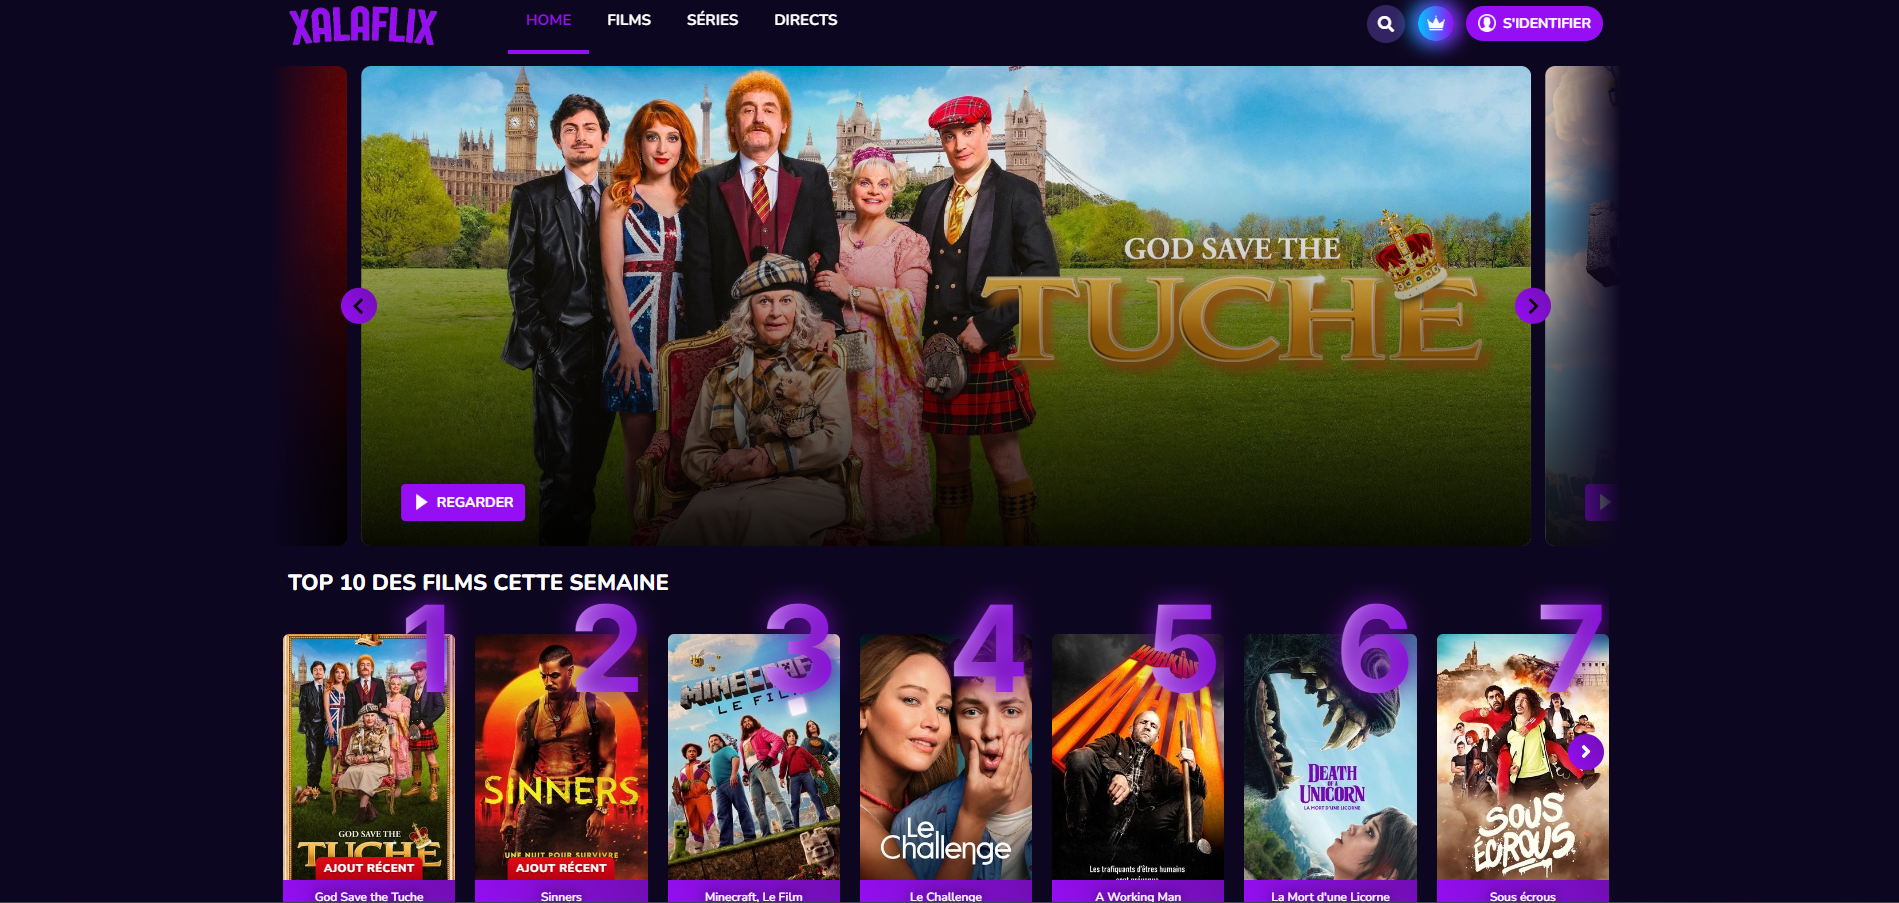 XALAFLIX
HOME
FILMS
SÉRIES
DIRECTS
S'IDENTIFIER
GOD SAVE THE
TUCHE
REGARDER
TOP 10 DES FILMS CETTE SEMAINE
1
2
3
4
5
6
7
GOD SAVE THE
TUCHE
AJOUT RÉCENT
God Save the Tuche
SINNERS
UNE NUIT POUR SURVIVRE
AJOUT RÉCENT
Sinners
MINECRAFT
LE FILM
Minecraft, Le Film
Le
Challenge
Le Challenge
WORKING
Les trafiquants d'êtres humains
A Working Man
DEATH
OF A
UNICORN
LA MORT D'UNE LICORNE
La Mort d'une Licorne
SOUS
ÉCROUS
Sous écrous